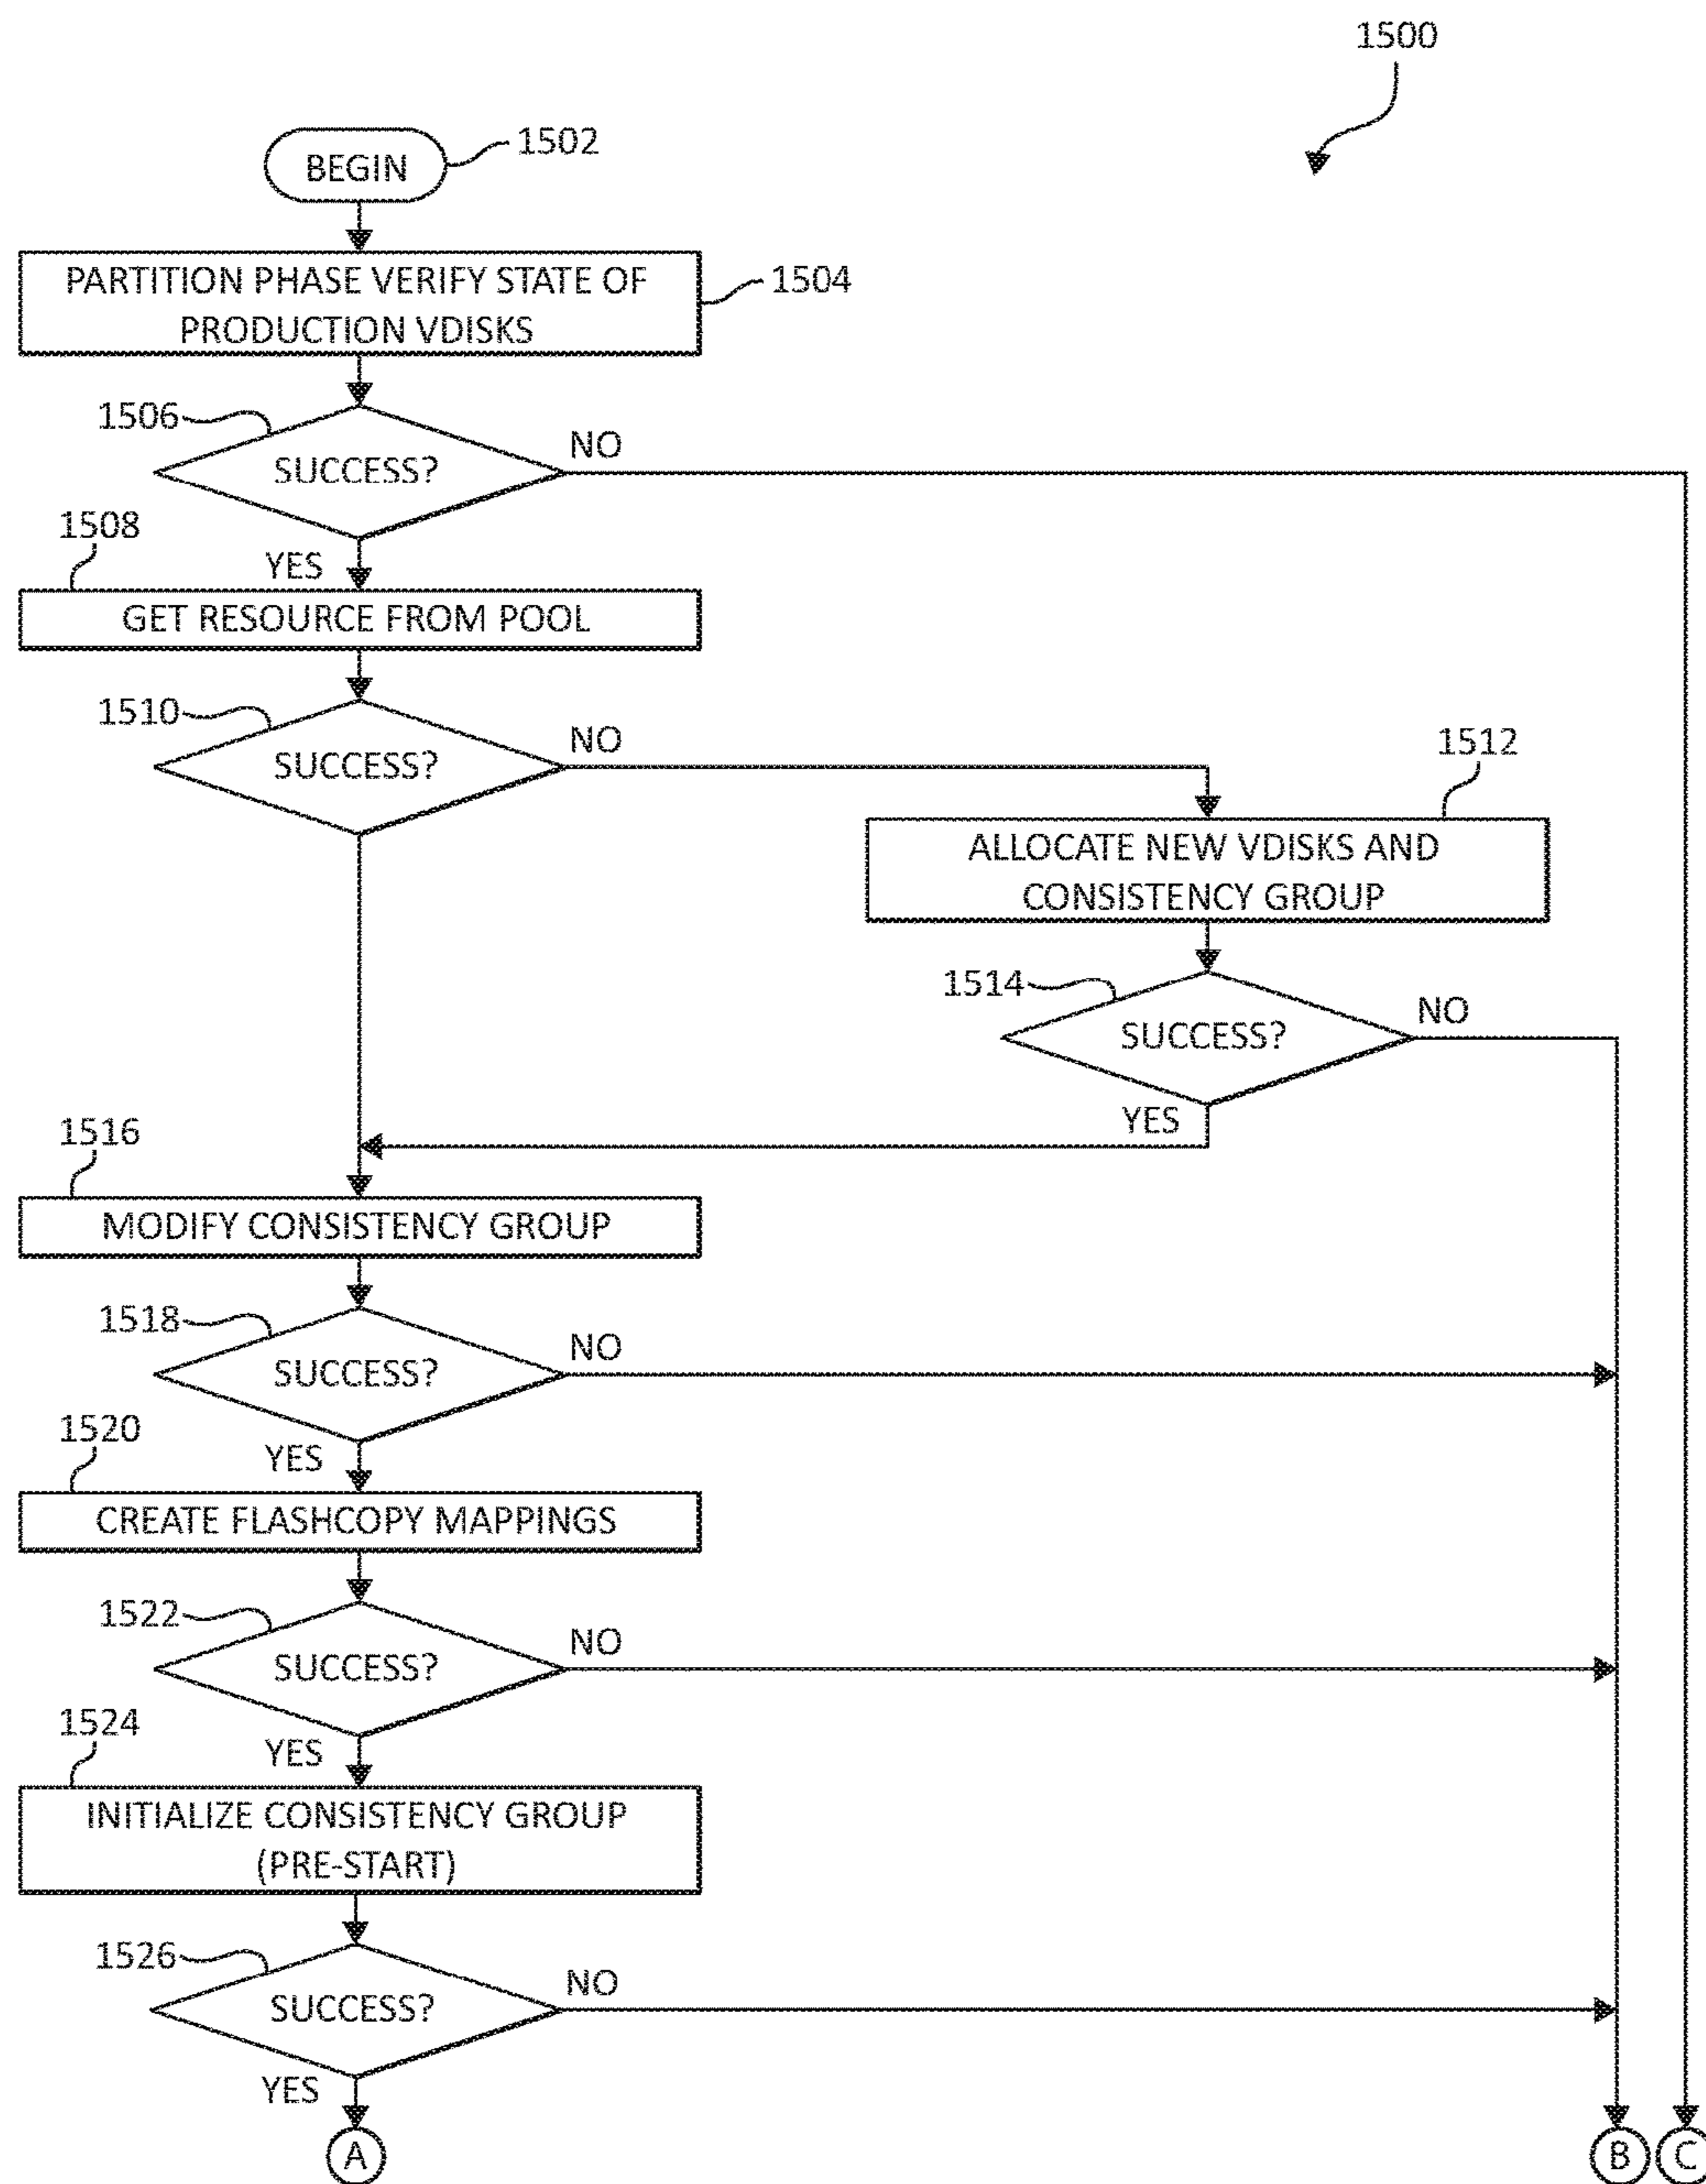 1500
1502
BEGIN
PARTITION PHASE VERIFY STATE OF
PRODUCTION VDISKS
1504
1506
SUCCESS?
NO
YES
1508
GET RESOURCE FROM POOL
1510
SUCCESS?
NO
1512
ALLOCATE NEW VDISKS AND
CONSISTENCY GROUP
1514
SUCCESS?
NO
YES
1516
MODIFY CONSISTENCY GROUP
1518
SUCCESS?
NO
YES
1520
CREATE FLASHCOPY MAPPINGS
1522
SUCCESS?
NO
YES
1524
INITIALIZE CONSISTENCY GROUP
(PRE-START)
1526
SUCCESS?
NO
YES
A
B
C